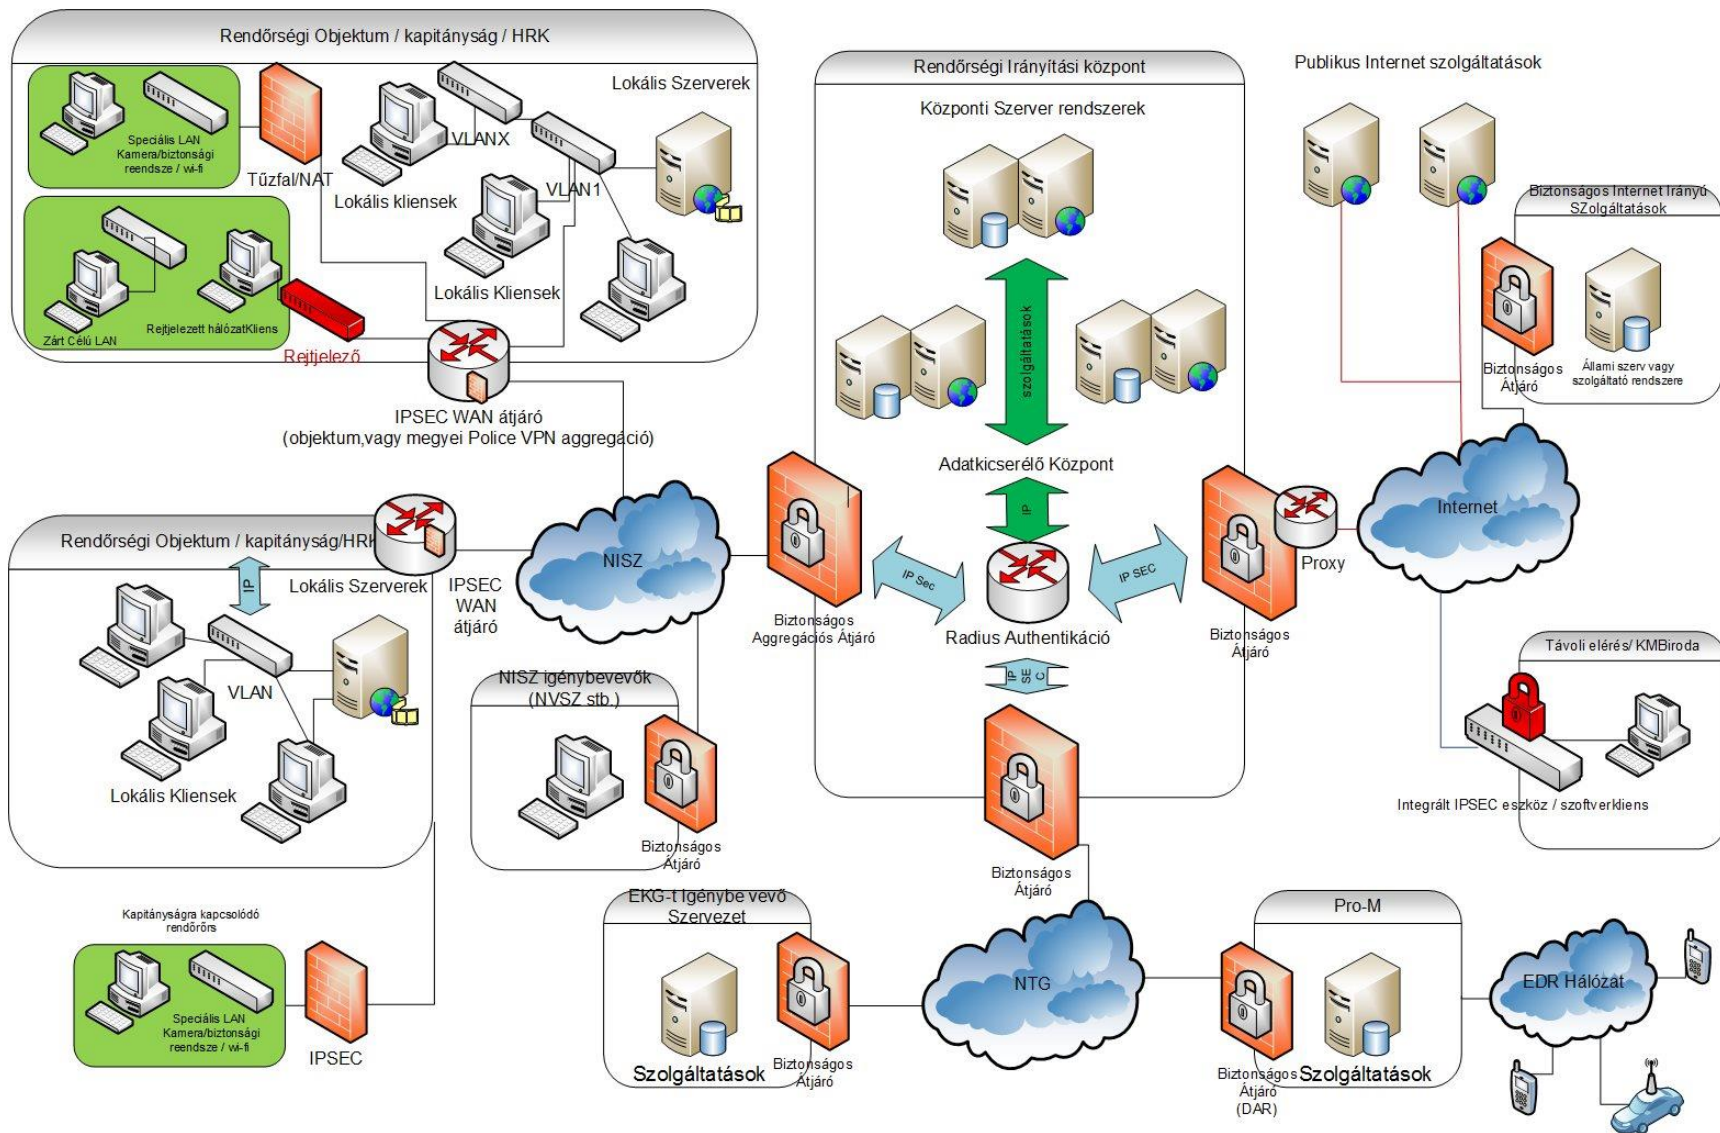 Rendőrségi Objektum / kapitányság / HRK
Speciális LAN
Kamera/biztonsági
reendsze / wi-fi
Tűzfal/NAT
VLANX
Lokális kliensek
VLAN1
Lokális Szerverek
Lokális Kliensek
Zárt Célú LAN
Rejtjelezett hálózatKliens
Rejtjelező
IPSEC WAN átjáró
(objektum,vagy megyei Police VPN aggregáció)
Rendőrségi Irányítási központ
Központi Szerver rendszerek
szolgáltatások
Adatkicserélő Központ
IP
IP Sec
IP SEC
Radius Authentikáció
IP
SE
C
Biztonságos
Aggregációs Átjáró
Biztonságos
Átjáró
Biztonságos
Átjáró
Proxy
Publikus Internet szolgáltatások
Biztonságos Internet Irányú
SZolgáltatások
Biztonságos
Átjáró
Állami szerv vagy
szolgáltató rendszere
Internet
Távoli elérés/ KMBiroda
Integrált IPSEC eszköz / szoftverkliens
Rendőrségi Objektum / kapitányság/HRK
IP
Lokális Szerverek
VLAN
Lokális Kliensek
IPSEC
WAN
átjáró
NISZ
NISZ igénybevevők
(NVSZ stb.)
Biztonságos
Átjáró
Kapitányságra kapcsolódó
rendőrörs
Speciális LAN
Kamera/biztonsági
reendsze / wi-fi
IPSEC
EKG-t Igénybe vevő
Szervezet
Szolgáltatások
Biztonságos
Átjáró
NTG
Pro-M
Biztonságos
Átjáró
(DAR)
Szolgáltatások
EDR Hálózat